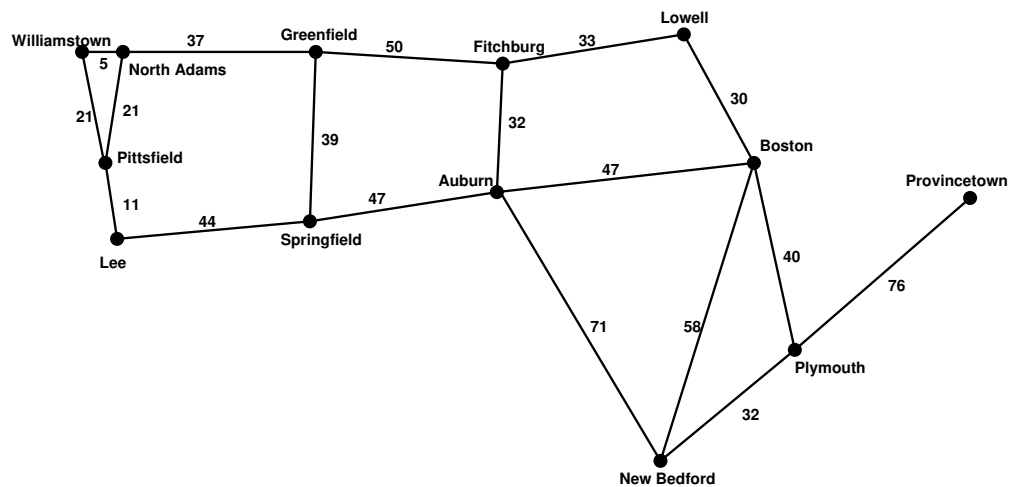 Lowell
Williamstown
37
Greenfield
50
Fitchburg
33
5
North Adams
21
21
30
32
39
Boston
Pittsfield
47
Auburn
Provincetown
11
47
44
Springfield
Lee
40
76
71
58
Plymouth
32
New Bedford